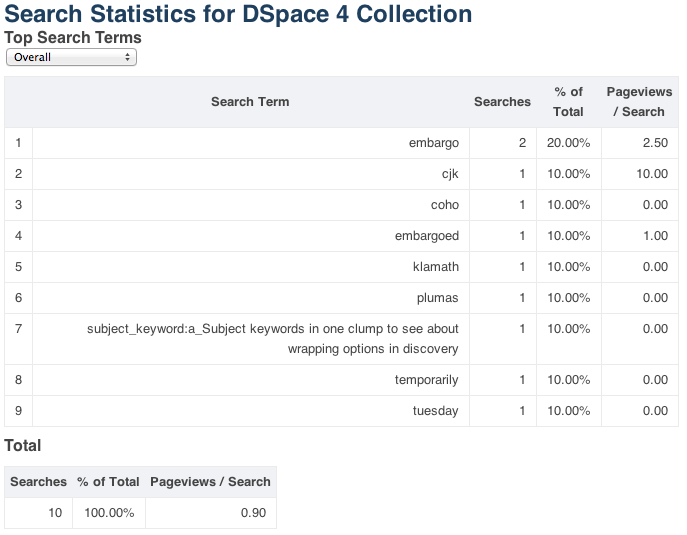 Search Statistics for DSpace 4 Collection
Top Search Terms
Overall
Search Term Searches % of Total Pageviews / Search
1 embargo 2 20.00% 2.50
2 cjk 1 10.00% 10.00
3 coho 1 10.00% 0.00
4 embargoed 1 10.00% 1.00
5 klamath 1 10.00% 0.00
6 plumas 1 10.00% 0.00
7 subject_keyword:a_Subject keywords in one clump to see about 1 10.00% 0.00
wrapping options in discovery
8 temporarily 1 10.00% 0.00
9 tuesday 1 10.00% 0.00
Total
Searches % of Total Pageviews / Search
10 100.00% 0.90